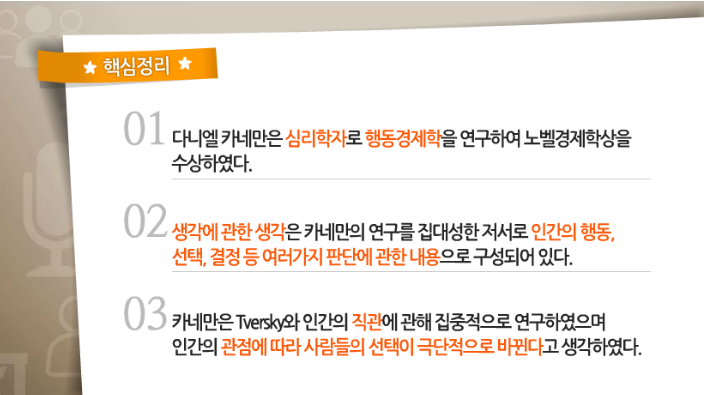 ★ 핵심정리 ★
01 다니엘 카네만은 심리학자로 행동경제학을 연구하여 노벨경제학상을
수상하였다.
02 생각에 관한 생각은 카네만의 연구를 집대성한 저서로 인간의 행동,
선택, 결정 등 여러가지 판단에 관한 내용으로 구성되어 있다.
03 카네만은 Tversky와 인간의 직관에 관해 집중적으로 연구하였으며
인간의 관점에 따라 사람들의 선택이 극단적으로 바뀐다고 생각하였다.